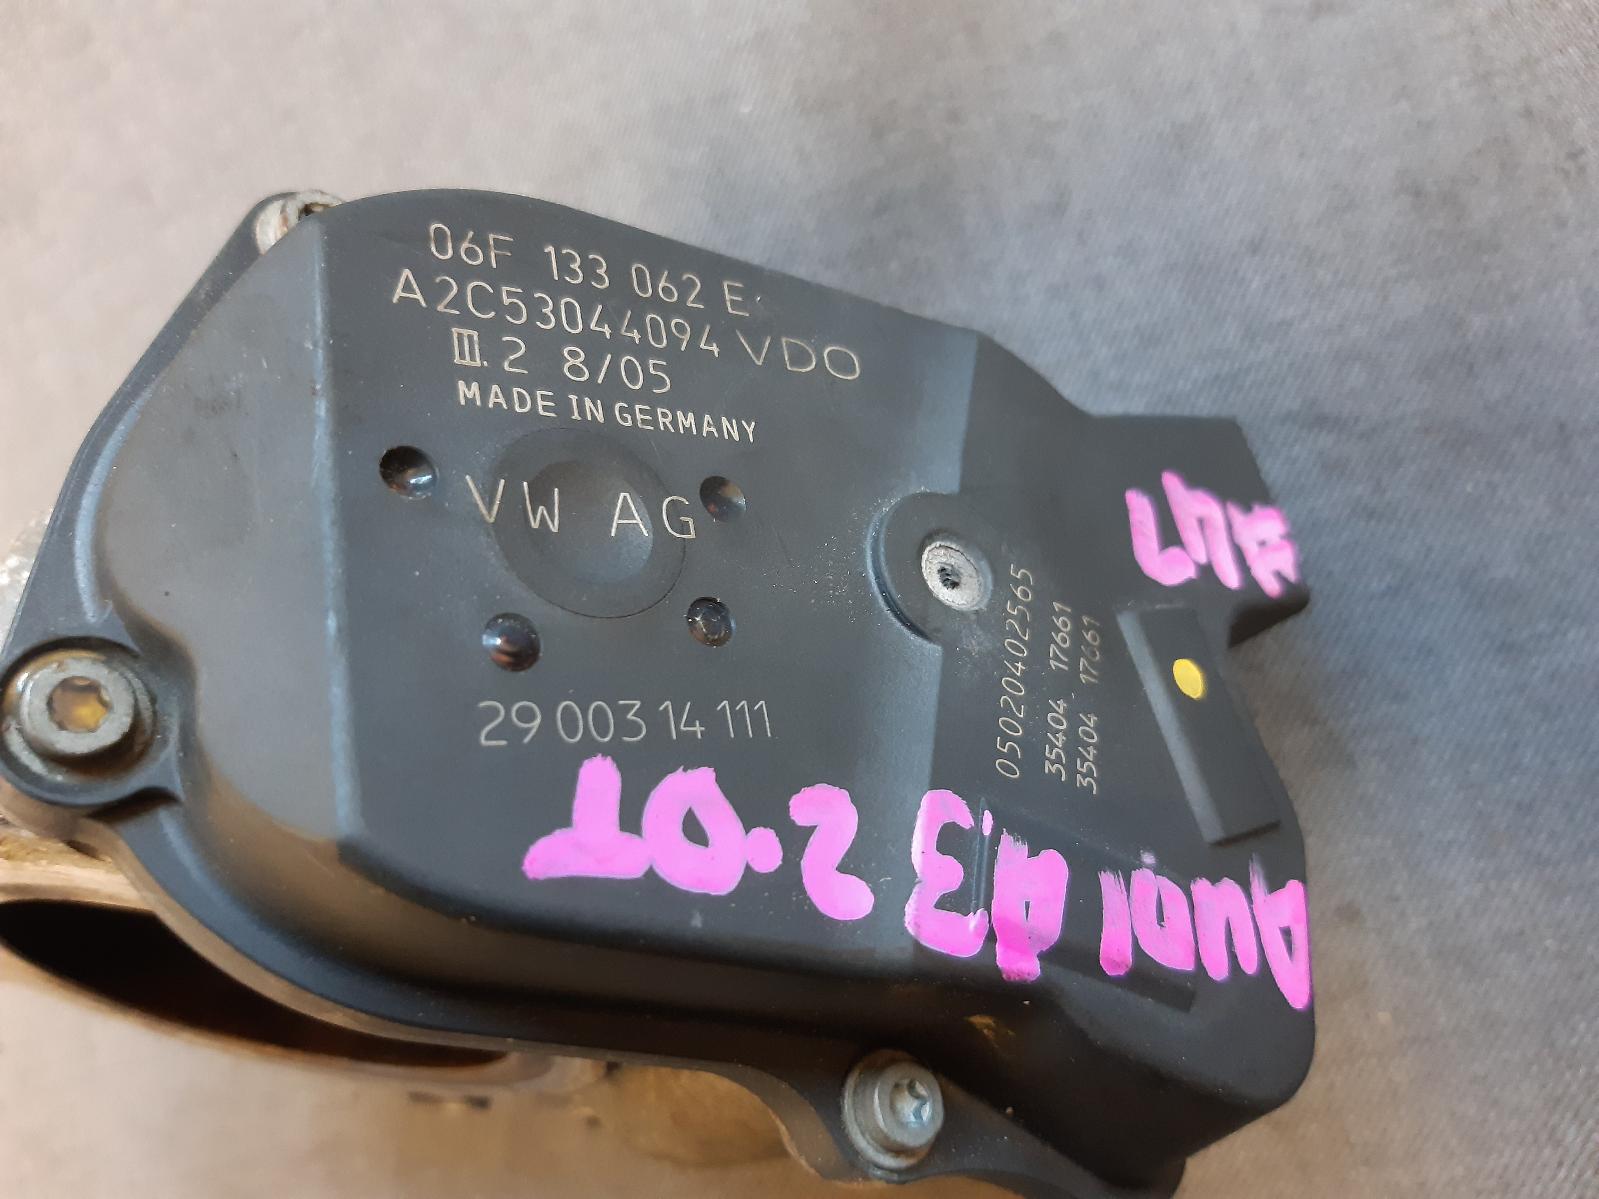 06F 133 062 E
A2C53044094 VDO
III.2 8/05
MADE IN GERMANY
VW AG
29 003 14 111
05020402565
35404 17661
35404 17661
#47
AUDI A3 2.0T